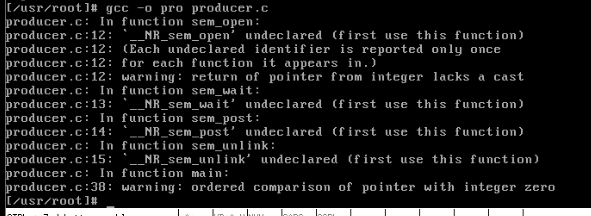 [/usr/root]# gcc -o pro producer.c
producer.c: In function sem_open:
producer.c:12: `__NR_sem_open' undeclared (first use this function)
producer.c:12: (Each undeclared identifier is reported only once
producer.c:12: for each function it appears in.)
producer.c:12: warning: return of pointer from integer lacks a cast
producer.c: In function sem_wait:
producer.c:13: `__NR_sem_wait' undeclared (first use this function)
producer.c: In function sem_post:
producer.c:14: `__NR_sem_post' undeclared (first use this function)
producer.c: In function sem_unlink:
producer.c:15: `__NR_sem_unlink' undeclared (first use this function)
producer.c: In function main:
producer.c:38: warning: ordered comparison of pointer with integer zero
[/usr/root]# _